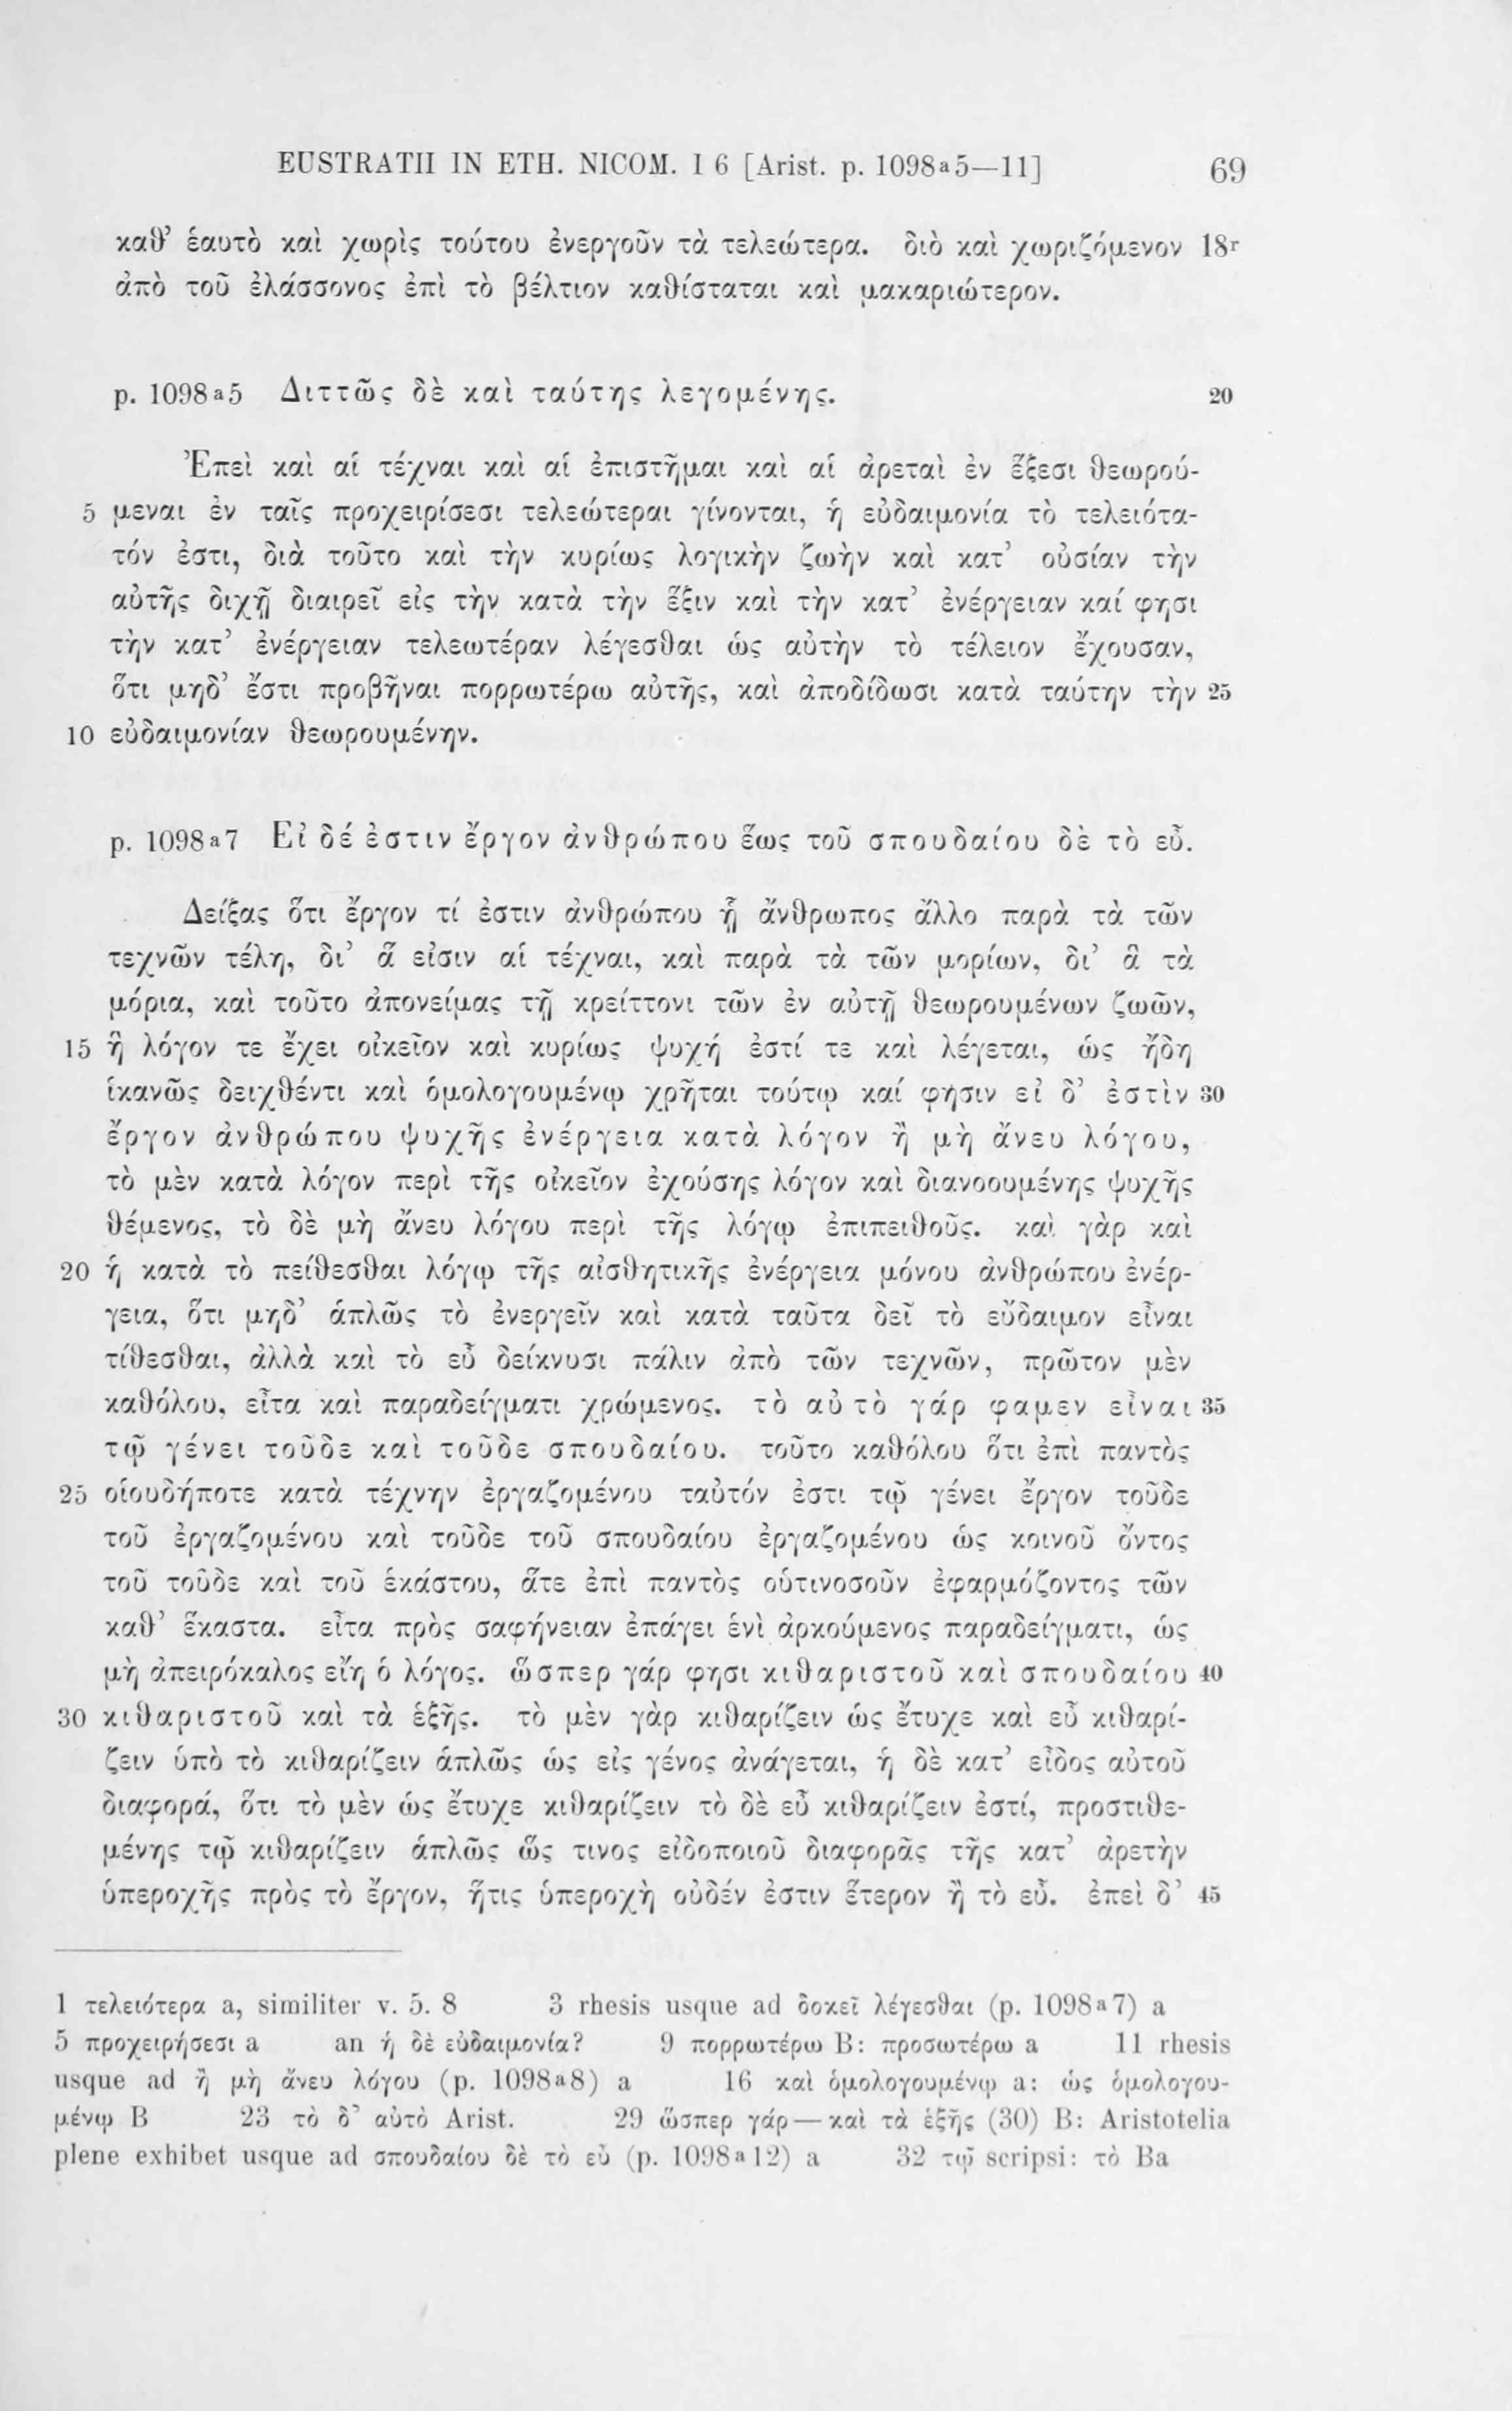 EUSTRATII IN ETH. NICOM. I 6 [Arist. p. 1098a5—11] 69
καθ’ ἑαυτὸ καὶ χωρὶς τούτου ἐνεργοῦν τὰ τελεώτερα. διὸ καὶ χωριζόμενον 18r
ἀπὸ τοῦ ἐλάσσονος ἐπὶ τὸ βέλτιον καθίσταται καὶ μακαριώτερον.
p. 1098a5 Διττῶς δὲ καὶ ταύτης λεγομένης. 20
Ἐπεὶ καὶ αἱ τέχναι καὶ αἱ ἐπιστῆμαι καὶ αἱ ἀρεταὶ ἐν ἕξεσι θεωρού-
5 μεναι ἐν ταῖς προχειρίσεσι τελεώτεραι γίνονται, ἡ εὐδαιμονία τὸ τελειότα-
τόν ἐστι, διὰ τοῦτο καὶ τὴν κυρίως λογικὴν ζωὴν καὶ κατ’ οὐσίαν τὴν
αὐτῆς διχῇ διαιρεῖ εἰς τὴν κατὰ τὴν ἕξιν καὶ τὴν κατ’ ἐνέργειαν καί φησι
τὴν κατ’ ἐνέργειαν τελεωτέραν λέγεσθαι ὡς αὐτὴν τὸ τέλειον ἔχουσαν,
ὅτι μηδ’ ἔστι προβῆναι πορρωτέρω αὐτῆς, καὶ ἀποδίδωσι κατὰ ταύτην τὴν 25
10 εὐδαιμονίαν θεωρουμένην.
p. 1098a7 Εἰ δέ ἐστιν ἔργον ἀνθρώπου ἕως τοῦ σπουδαίου δὲ τὸ εὖ.
Δείξας ὅτι ἔργον τί ἐστιν ἀνθρώπου ᾗ ἄνθρωπος ἄλλο παρὰ τὰ τῶν
τεχνῶν τέλη, δι’ ἅ εἰσιν αἱ τέχναι, καὶ παρὰ τὰ τῶν μορίων, δι’ ἃ τὰ
μόρια, καὶ τοῦτο ἀπονείμας τῇ κρείττονι τῶν ἐν αὐτῇ θεωρουμένων ζωῶν,
15 ἣ λόγον τε ἔχει οἰκεῖον καὶ κυρίως ψυχή ἐστί τε καὶ λέγεται, ὡς ἤδη
ἱκανῶς δειχθέντι καὶ ὁμολογουμένῳ χρῆται τούτῳ καί φησιν εἰ δ’ ἐστὶν 30
ἔργον ἀνθρώπου ψυχῆς ἐνέργεια κατὰ λόγον ἢ μὴ ἄνευ λόγου,
τὸ μὲν κατὰ λόγον περὶ τῆς οἰκεῖον ἐχούσης λόγον καὶ διανοουμένης ψυχῆς
θέμενος, τὸ δὲ μὴ ἄνευ λόγου περὶ τῆς λόγῳ ἐπιπειθοῦς. καὶ γὰρ καὶ
20 ἡ κατὰ τὸ πείθεσθαι λόγῳ τῆς αἰσθητικῆς ἐνέργεια μόνου ἀνθρώπου ἐνέρ-
γεια, ὅτι μηδ’ ἁπλῶς τὸ ἐνεργεῖν καὶ κατὰ ταῦτα δεῖ τὸ εὔδαιμον εἶναι
τίθεσθαι, ἀλλὰ καὶ τὸ εὖ δείκνυσι πάλιν ἀπὸ τῶν τεχνῶν, πρῶτον μὲν
καθόλου, εἶτα καὶ παραδείγματι χρώμενος. τὸ αὐτὸ γάρ φαμεν εἶναι 35
τῷ γένει τοῦδε καὶ τοῦδε σπουδαίου. τοῦτο καθόλου ὅτι ἐπὶ παντὸς
25 οἱουδήποτε κατὰ τέχνην ἐργαζομένου ταὐτόν ἐστι τῷ γένει ἔργον τοῦδε
τοῦ ἐργαζομένου καὶ τοῦδε τοῦ σπουδαίου ἐργαζομένου ὡς κοινοῦ ὄντος
τοῦ τοῦδε καὶ τοῦ ἑκάστου, ἅτε ἐπὶ παντὸς οὑτινοσοῦν ἐφαρμόζοντος τῶν
καθ’ ἕκαστα. εἶτα πρὸς σαφήνειαν ἐπάγει ἑνὶ ἀρκούμενος παραδείγματι, ὡς
μὴ ἀπειρόκαλος εἴη ὁ λόγος. ὥσπερ γάρ φησι κιθαριστοῦ καὶ σπουδαίου 40
30 κιθαριστοῦ καὶ τὰ ἑξῆς. τὸ μὲν γὰρ κιθαρίζειν ὡς ἔτυχε καὶ εὖ κιθαρί-
ζειν ὑπὸ τὸ κιθαρίζειν ἁπλῶς ὡς εἰς γένος ἀνάγεται, ἡ δὲ κατ’ εἶδος αὐτοῦ
διαφορά, ὅτι τὸ μὲν ὡς ἔτυχε κιθαρίζειν τὸ δὲ εὖ κιθαρίζειν ἐστί, προστιθε-
μένης τῷ κιθαρίζειν ἁπλῶς ὥς τινος εἰδοποιοῦ διαφορᾶς τῆς κατ’ ἀρετὴν
ὑπεροχῆς πρὸς τὸ ἔργον, ἥτις ὑπεροχὴ οὐδέν ἐστιν ἕτερον ἢ τὸ εὖ. ἐπεὶ δ’ 45
1 τελειότερα a, similiter v. 5. 8 3 rhesis usque ad δοκεῖ λέγεσθαι (p. 1098a7) a
5 προχειρήσεσι a an ἡ δὲ εὐδαιμονία? 9 πορρωτέρω B: προσωτέρω a 11 rhesis
usque ad ἢ μὴ ἄνευ λόγου (p. 1098a8) a 16 καὶ ὁμολογουμένῳ a: ὡς ὁμολογου-
μένῳ B 23 τὸ δ’ αὐτὸ Arist. 29 ὥσπερ γάρ—καὶ τὰ ἑξῆς (30) B: Aristotelia
plene exhibet usque ad σπουδαίου δὲ τὸ εὖ (p. 1098a12) a 32 τῷ scripsi: τὸ Ba